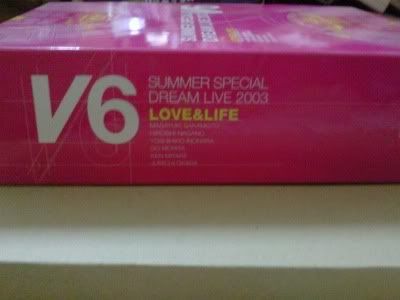 V6
SUMMER SPECIAL
DREAM LIVE 2003
LOVE&LIFE
MASAYUKI SAKAMOTO
HIROSHI NAGANO
YOSHIHIKO INOHARA
GO MORITA
KEN MIYAKE
JUNICHI OKADA